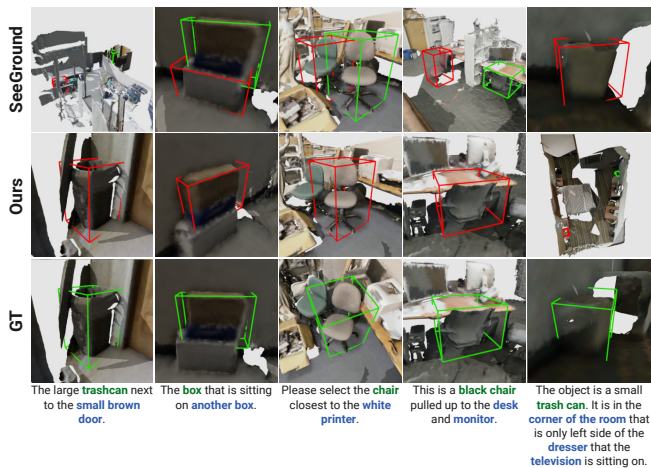 SeeGround
Ours
GT
The large trashcan next
to the small brown
door.
The box that is sitting
on another box.
Please select the chair
closest to the white
printer.
This is a black chair
pulled up to the desk
and monitor.
The object is a small
trash can. It is in the
corner of the room that
is only left side of the
dresser that the
television is sitting on.